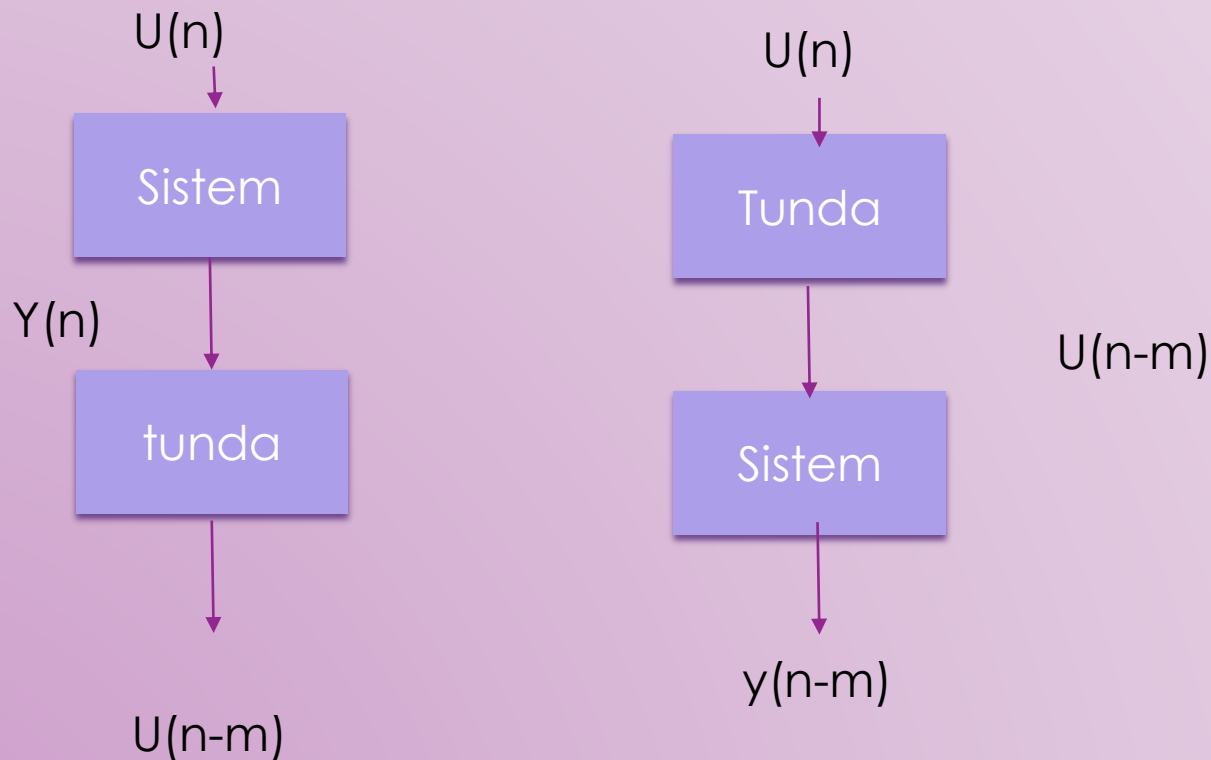 U(n)
Sistem
Y(n)
tunda
U(n-m)
U(n)
Tunda
U(n-m)
Sistem
y(n-m)